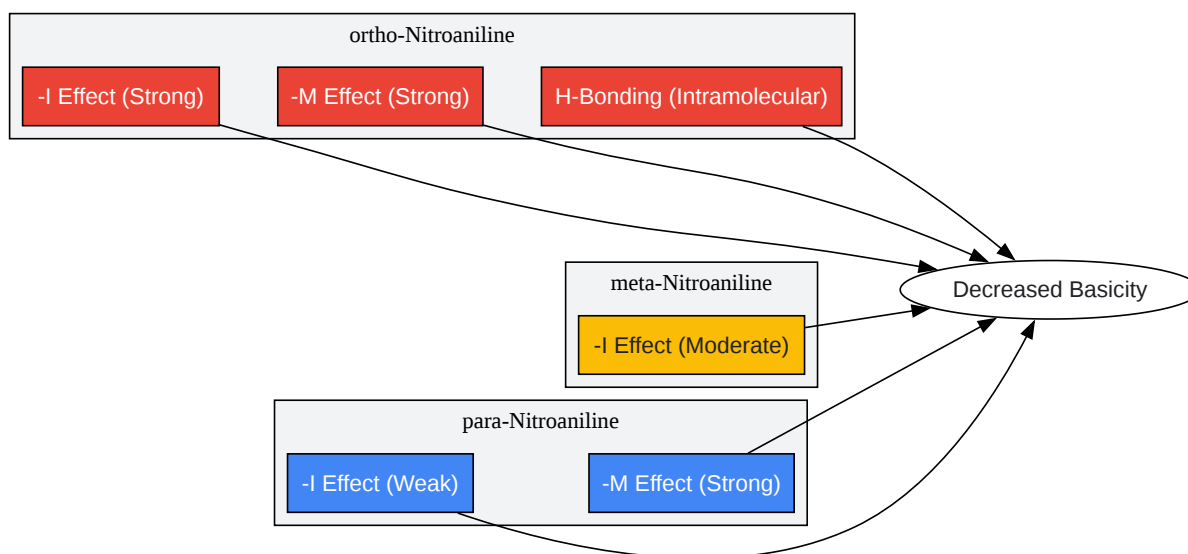 ortho-Nitroaniline
-I Effect (Strong)
-M Effect (Strong)
H-Bonding (Intramolecular)
meta-Nitroaniline
-I Effect (Moderate)
Decreased Basicity
para-Nitroaniline
-I Effect (Weak)
-M Effect (Strong)